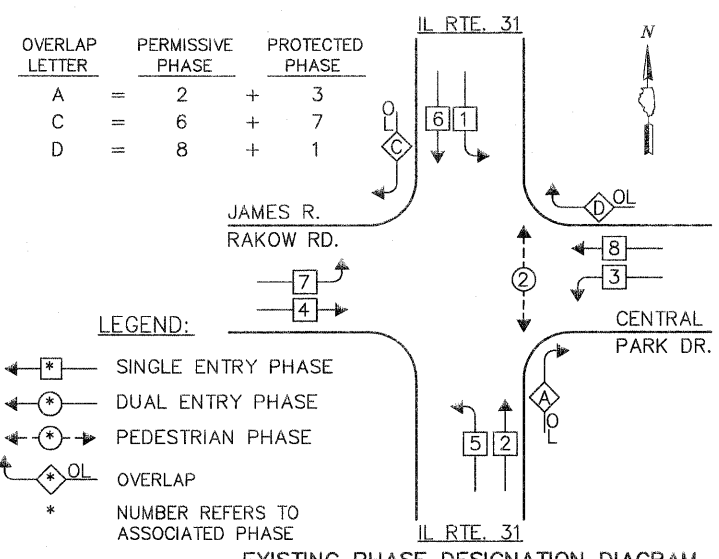 IL RTE. 31
N
OVERLAP PERMISSIVE PROTECTED
LETTER PHASE PHASE
A = 2 + 3
C = 6 + 7
D = 8 + 1
OL
C
6 1
D OL
JAMES R.
RAKOW RD.
8
7
3
2
4
CENTRAL
PARK DR.
LEGEND:
* SINGLE ENTRY PHASE
* DUAL ENTRY PHASE
* PEDESTRIAN PHASE
* OL OVERLAP
* NUMBER REFERS TO
ASSOCIATED PHASE
A
OL
5 2
IL RTE. 31
EXISTING PHASE DESIGNATION DIAGRAM